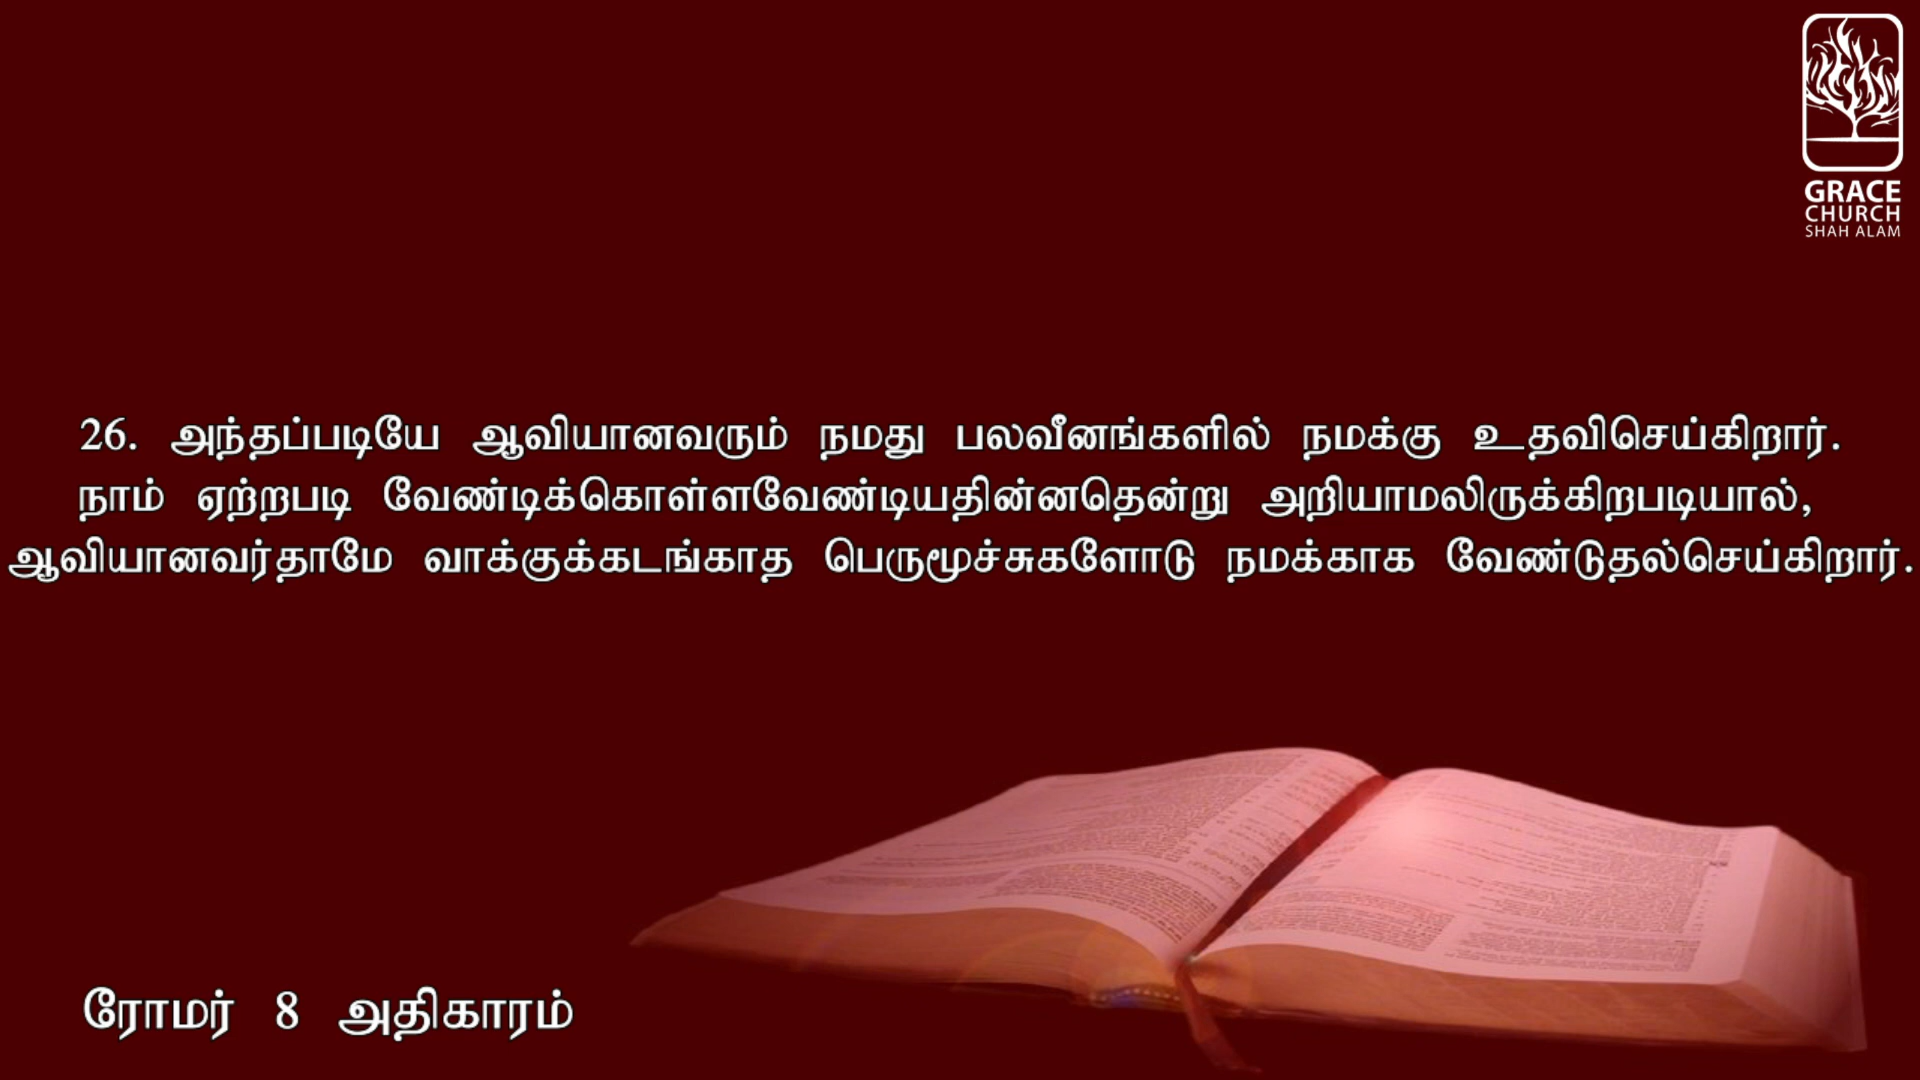 GRACE
CHURCH
SHAH ALAM
26. அந்தப்படியே ஆவியானவரும் நமது பலவீனங்களில் நமக்கு உதவிசெய்கிறார்.
நாம் ஏற்றபடி வேண்டிக்கொள்ளவேண்டியதின்னதென்று அறியாமலிருக்கிறபடியால்,
ஆவியானவர்தாமே வாக்குக்கடங்காத பெருமூச்சுகளோடு நமக்காக வேண்டுதல்செய்கிறார்.
ரோமர் 8 அதிகாரம்